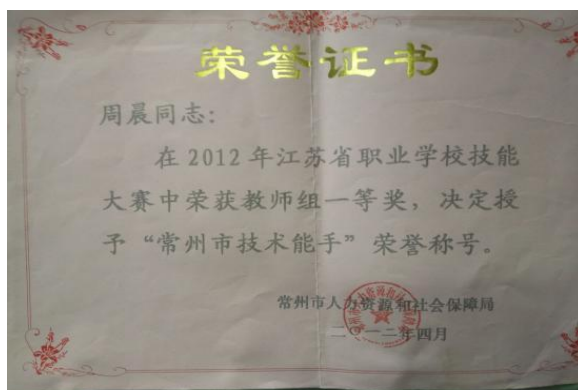 荣誉证书
周晨同志：
在2012年江苏省职业学校技能
大赛中荣获教师组一等奖，决定授
予“常州市技术能手”荣誉称号。
常州市人力资源和社会保障局
二〇一二年四月